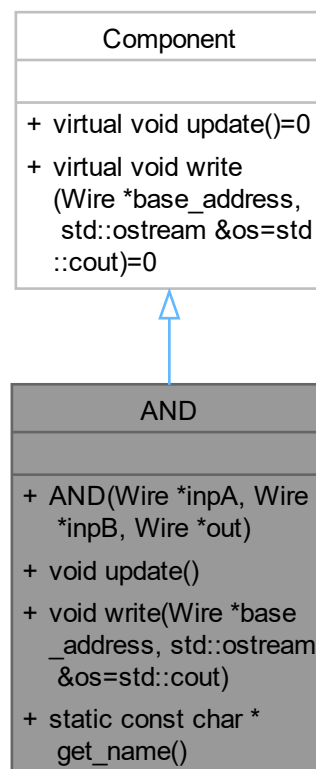 Component
+ virtual void update()=0
+ virtual void write
(Wire *base_address,
std::ostream &os=std
::cout)=0
AND
+ AND(Wire *inpA, Wire
*inpB, Wire *out)
+ void update()
+ void write(Wire *base
_address, std::ostream
&os=std::cout)
+ static const char *
get_name()